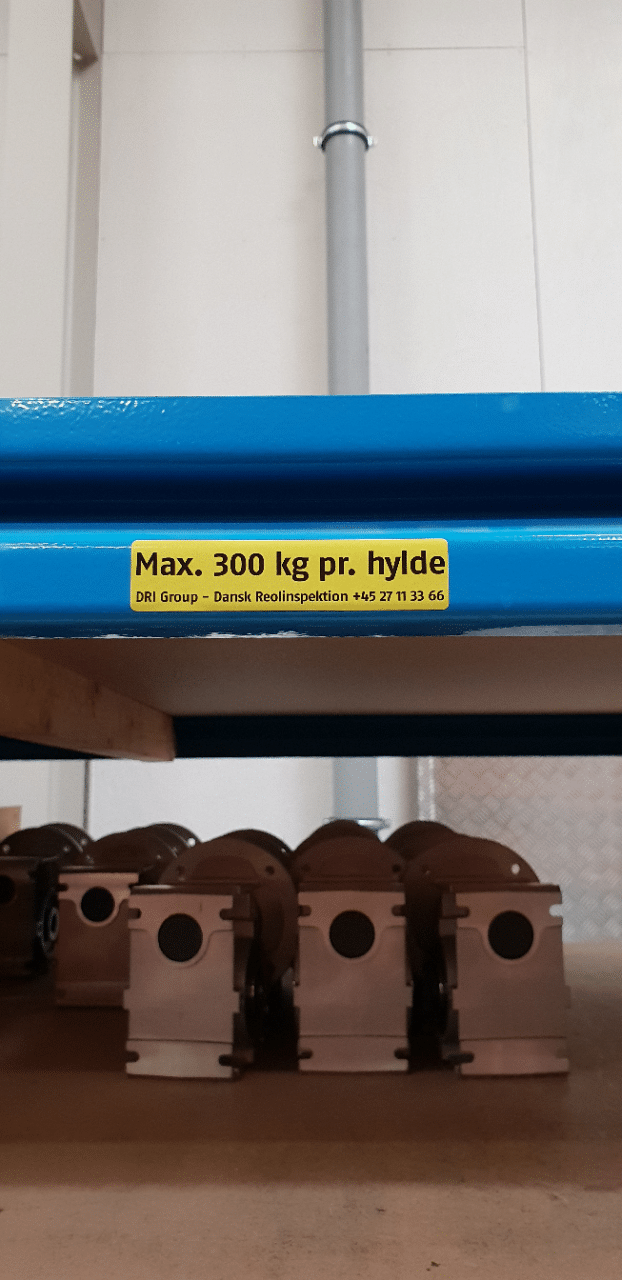 Max. 300 kg pr. hylde
DRI Group - Dansk Reolinspektion +45 27 11 33 66